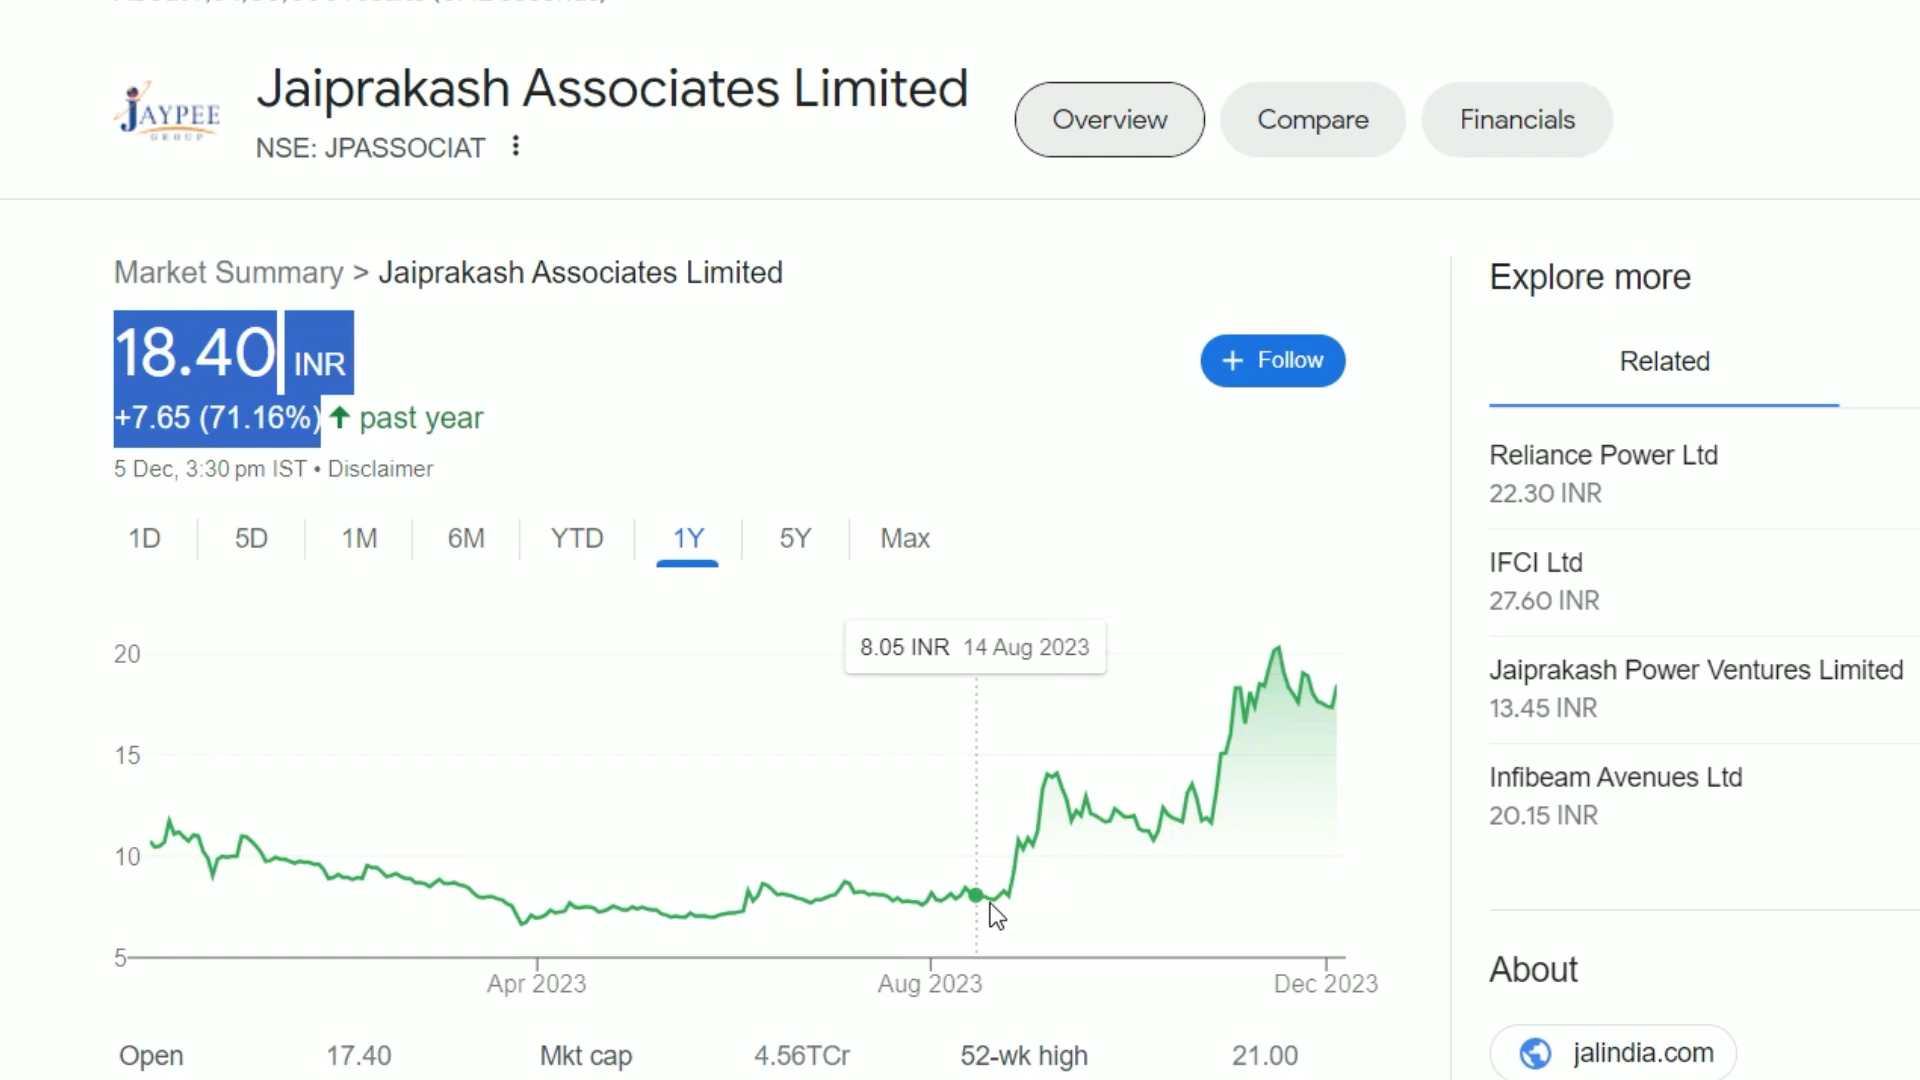 Jaiprakash Associates Limited
JAYPEE
GROUP
NSE: JPASSOCIAT
Overview
Compare
Financials
Market Summary > Jaiprakash Associates Limited
18.40 INR
+7.65 (71.16%) ↑ past year
5 Dec, 3:30 pm IST • Disclaimer
+ Follow
1D 5D 1M 6M YTD 1Y 5Y Max
8.05 INR 14 Aug 2023
20
15
10
5
Apr 2023 Aug 2023 Dec 2023
Open 17.40 Mkt cap 4.56TCr 52-wk high 21.00
Explore more
Related
Reliance Power Ltd
22.30 INR
IFCI Ltd
27.60 INR
Jaiprakash Power Ventures Limited
13.45 INR
Infibeam Avenues Ltd
20.15 INR
About
jalindia.com